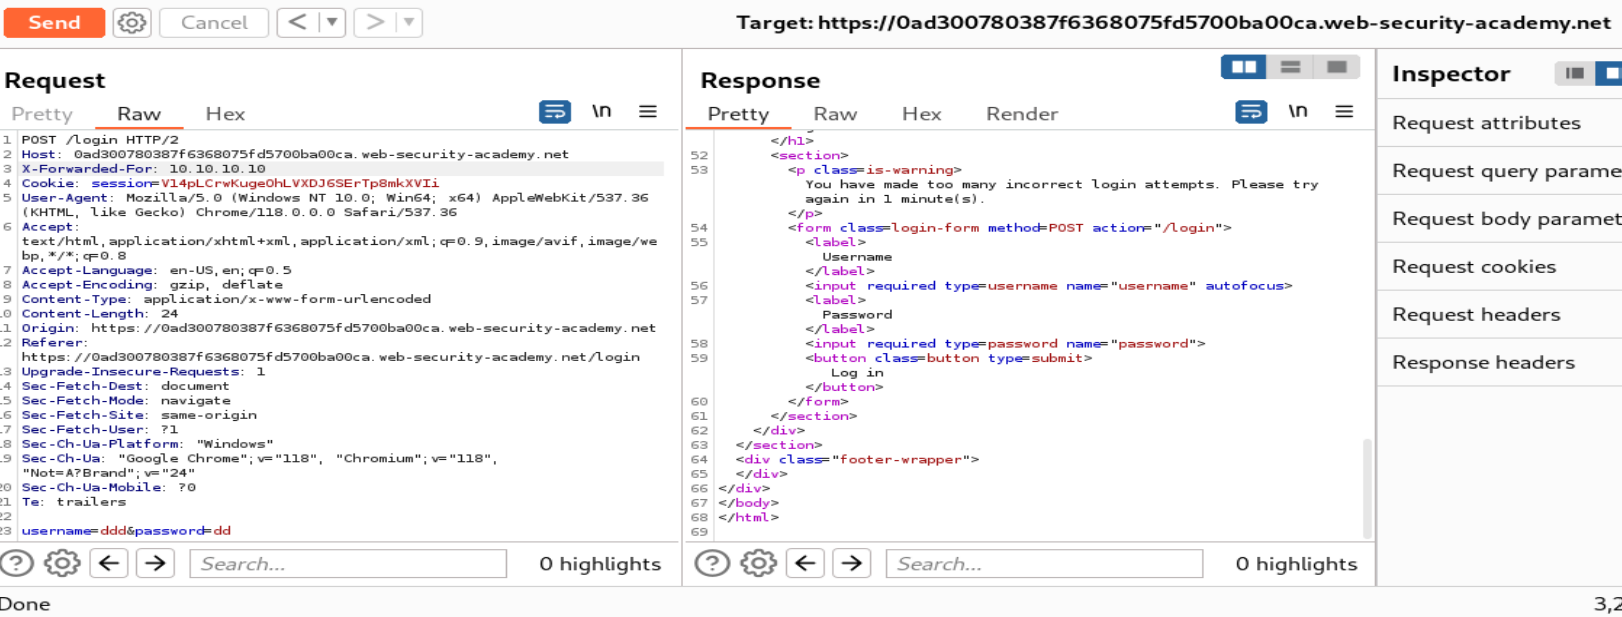 Send
Cancel
Target: https://0ad300780387f6368075fd5700ba00ca.web-security-academy.net
Request
Pretty Raw Hex
\n
1 POST /login HTTP/2
2 Host: 0ad300780387f6368075fd5700ba00ca.web-security-academy.net
3 X-Forwarded-For: 10.10.10.10
4 Cookie: session=V14pLCrwKugeOhLVXDJ6SErTp8mkXVIi
5 User-Agent: Mozilla/5.0 (Windows NT 10.0; Win64; x64) AppleWebKit/537.36
(KHTML, like Gecko) Chrome/118.0.0.0 Safari/537.36
6 Accept:
text/html,application/xhtml+xml,application/xml;q=0.9,image/avif,image/we
bp,*/*;q=0.8
7 Accept-Language: en-US,en;q=0.5
8 Accept-Encoding: gzip, deflate
9 Content-Type: application/x-www-form-urlencoded
0 Content-Length: 24
1 Origin: https://0ad300780387f6368075fd5700ba00ca.web-security-academy.net
2 Referer:
https://0ad300780387f6368075fd5700ba00ca.web-security-academy.net/login
3 Upgrade-Insecure-Requests: 1
4 Sec-Fetch-Dest: document
5 Sec-Fetch-Mode: navigate
6 Sec-Fetch-Site: same-origin
7 Sec-Fetch-User: ?1
8 Sec-Ch-Ua-Platform: "Windows"
9 Sec-Ch-Ua: "Google Chrome";v="118", "Chromium";v="118",
"Not=A?Brand";v="24"
20 Sec-Ch-Ua-Mobile: ?0
21 Te: trailers
22
23 username=ddd&password=dd
Search...
0 highlights
Response
Pretty Raw Hex Render
\n
</h1>
52 <section>
53 <p class=is-warning>
You have made too many incorrect login attempts. Please try
again in 1 minute(s).
</p>
54 <form class=login-form method=POST action="/login">
55 <label>
Username
</label>
56 <input required type=username name="username" autofocus>
57 <label>
Password
</label>
58 <input required type=password name="password">
59 <button class=button type=submit>
Log in
</button>
60 </form>
61 </section>
62 </div>
63 </section>
64 <div class="footer-wrapper">
65 </div>
66 </div>
67 </body>
68 </html>
69
Search...
0 highlights
Inspector
Request attributes
Request query parame
Request body paramet
Request cookies
Request headers
Response headers
Done
3,2